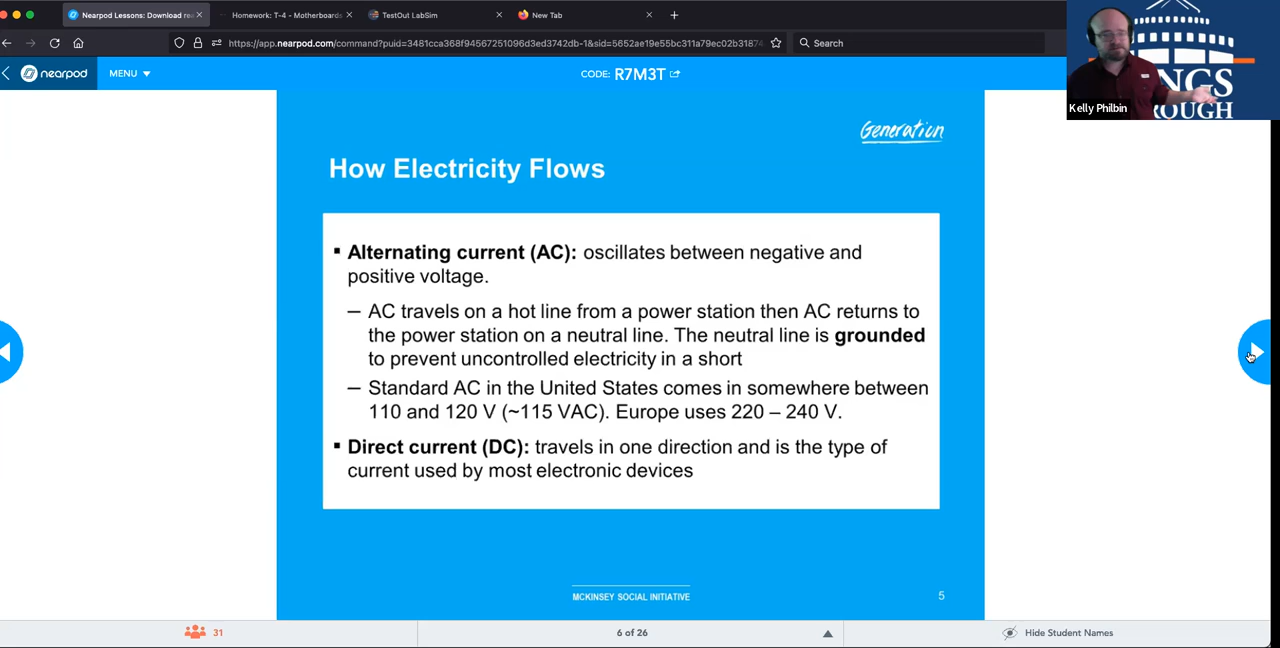 Nearpod Lessons: Download re
Homework: T-4 - Motherboards
TestOut LabSim
New Tab
https://app.nearpod.com/command?puid=3481cca368f94567251096d3ed3742db-1&sid=5652ae19e55bc311a79ec02b31874
Search
nearpod
MENU
CODE: R7M3T
NGS
ROUGH
Kelly Philbin
Generation
How Electricity Flows
▪ Alternating current (AC): oscillates between negative and
positive voltage.
– AC travels on a hot line from a power station then AC returns to
the power station on a neutral line. The neutral line is grounded
to prevent uncontrolled electricity in a short
– Standard AC in the United States comes in somewhere between
110 and 120 V (~115 VAC). Europe uses 220 – 240 V.
▪ Direct current (DC): travels in one direction and is the type of
current used by most electronic devices
MCKINSEY SOCIAL INITIATIVE
5
31
6 of 26
Hide Student Names